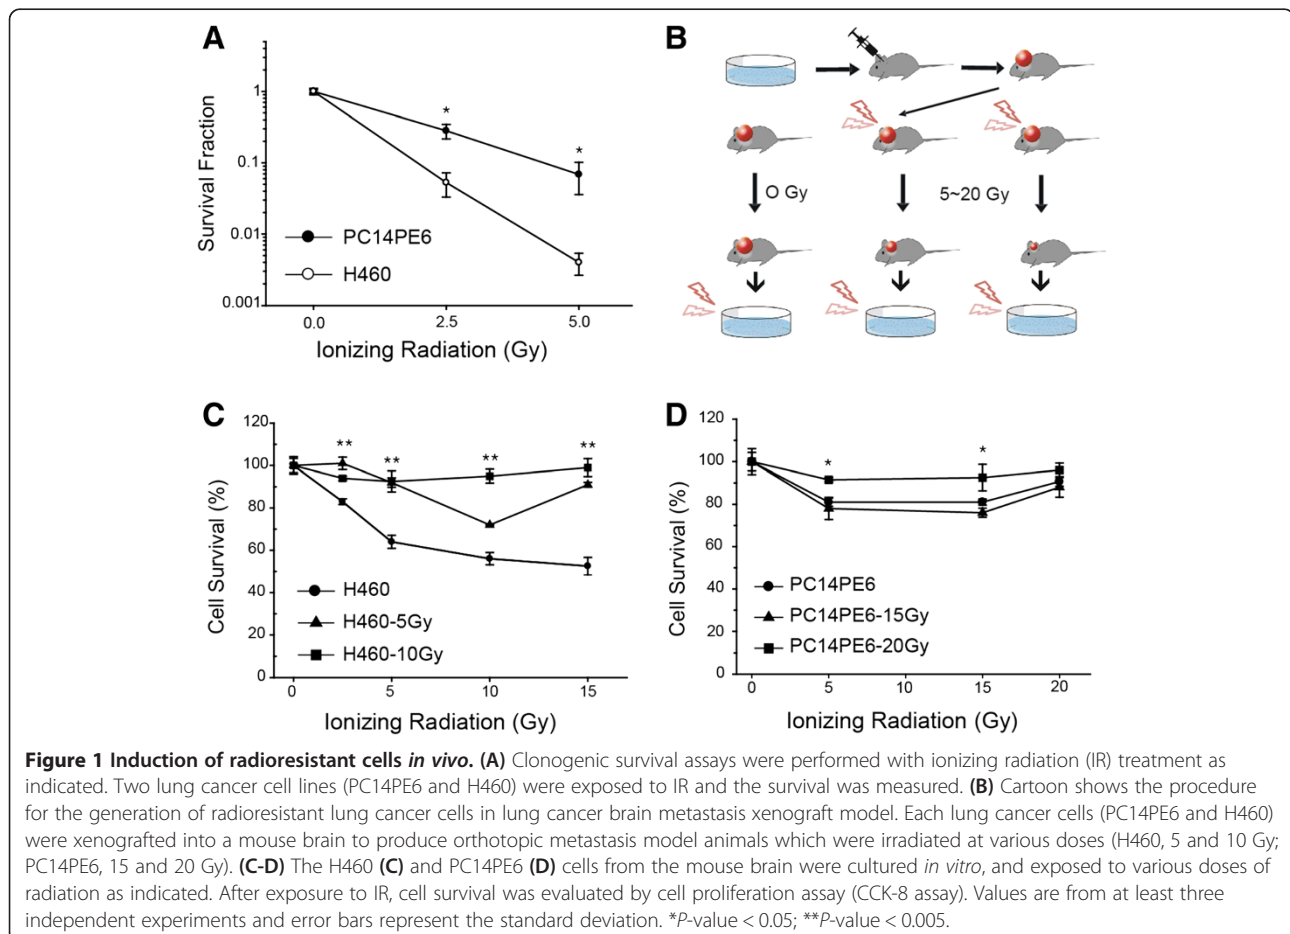 A
Survival Fraction
1
0.1
0.01
0.001
*
*
PC14PE6
H460
0.0
2.5
5.0
Ionizing Radiation (Gy)
B
O Gy
5~20 Gy
C
Cell Survival (%)
120
100
80
60
40
20
0
**
**
**
**
H460
H460-5Gy
H460-10Gy
0
5
10
15
Ionizing Radiation (Gy)
D
Cell Survival (%)
120
100
80
60
40
20
0
*
*
PC14PE6
PC14PE6-15Gy
PC14PE6-20Gy
0
5
10
15
20
Ionizing Radiation (Gy)
Figure 1 Induction of radioresistant cells in vivo. (A) Clonogenic survival assays were performed with ionizing radiation (IR) treatment as
indicated. Two lung cancer cell lines (PC14PE6 and H460) were exposed to IR and the survival was measured. (B) Cartoon shows the procedure
for the generation of radioresistant lung cancer cells in lung cancer brain metastasis xenograft model. Each lung cancer cells (PC14PE6 and H460)
were xenografted into a mouse brain to produce orthotopic metastasis model animals which were irradiated at various doses (H460, 5 and 10 Gy;
PC14PE6, 15 and 20 Gy). (C-D) The H460 (C) and PC14PE6 (D) cells from the mouse brain were cultured in vitro, and exposed to various doses of
radiation as indicated. After exposure to IR, cell survival was evaluated by cell proliferation assay (CCK-8 assay). Values are from at least three
independent experiments and error bars represent the standard deviation. *P-value < 0.05; **P-value < 0.005.